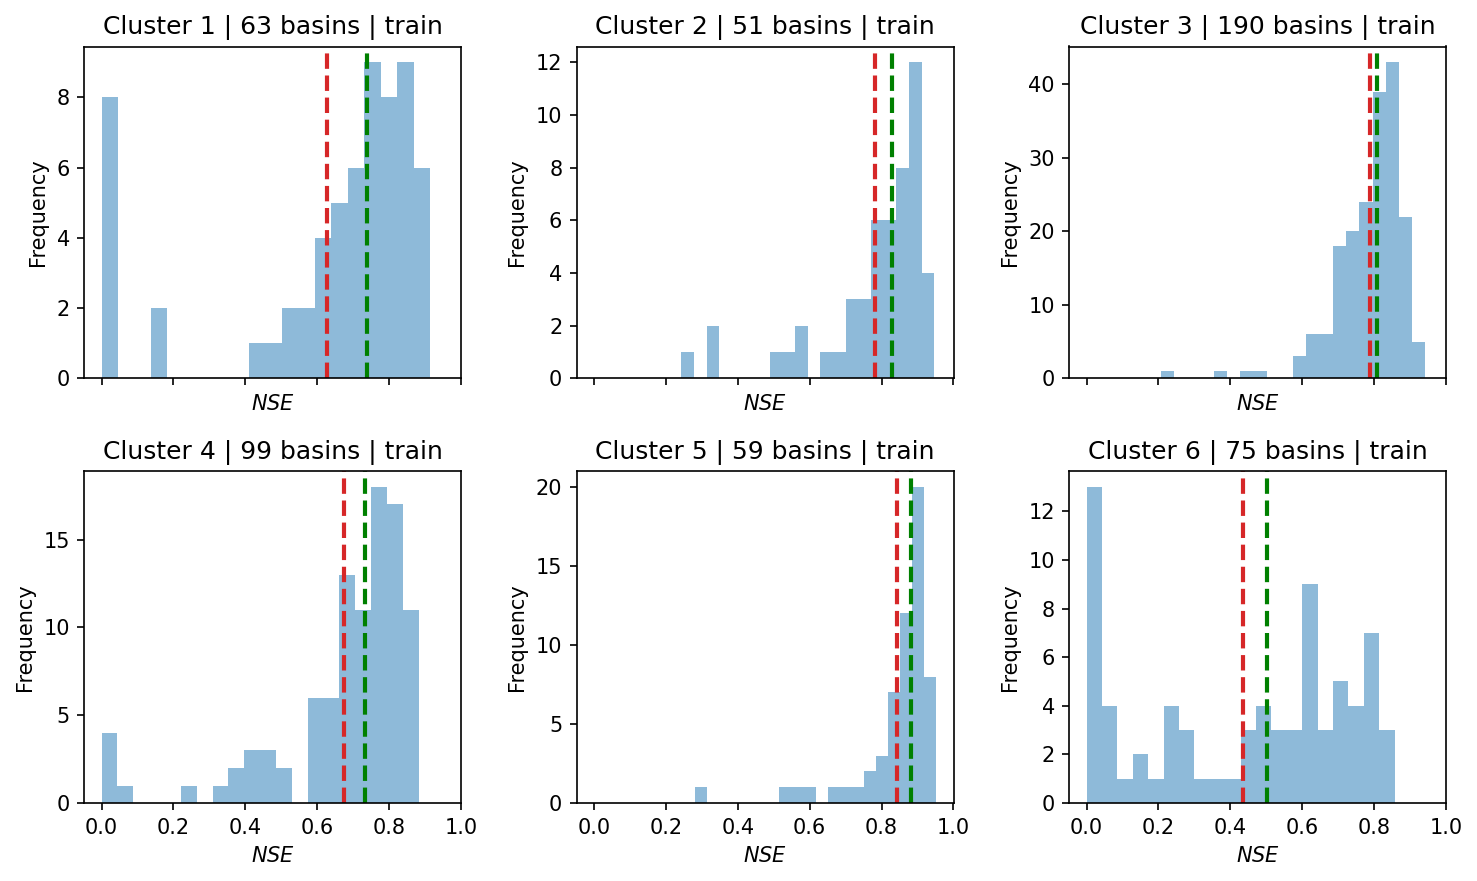 Cluster 1 | 63 basins | train
8
6
4
2
0
Frequency
NSE
Cluster 2 | 51 basins | train
12
10
8
6
4
2
0
Frequency
NSE
Cluster 3 | 190 basins | train
40
30
20
10
0
Frequency
NSE
Cluster 4 | 99 basins | train
15
10
5
0
Frequency
0.0 0.2 0.4 0.6 0.8 1.0
NSE
Cluster 5 | 59 basins | train
20
15
10
5
0
Frequency
0.0 0.2 0.4 0.6 0.8 1.0
NSE
Cluster 6 | 75 basins | train
12
10
8
6
4
2
0
Frequency
0.0 0.2 0.4 0.6 0.8 1.0
NSE